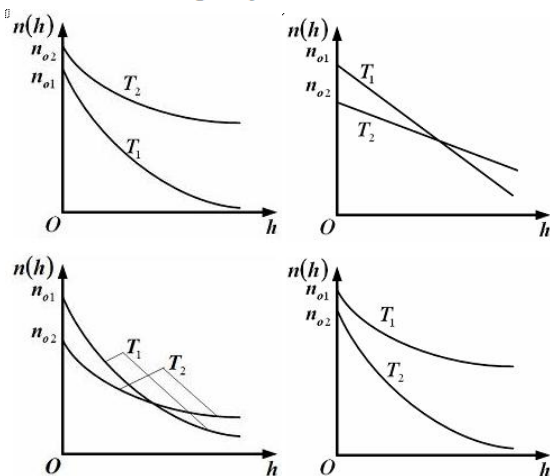 n(h)
n_{o2}
n_{o1}
T_2
T_1
O
h
n(h)
n_{o1}
n_{o2}
T_1
T_2
O
h
n(h)
n_{o1}
n_{o2}
T_1
T_2
O
h
n(h)
n_{o1}
n_{o2}
T_1
T_2
O
h